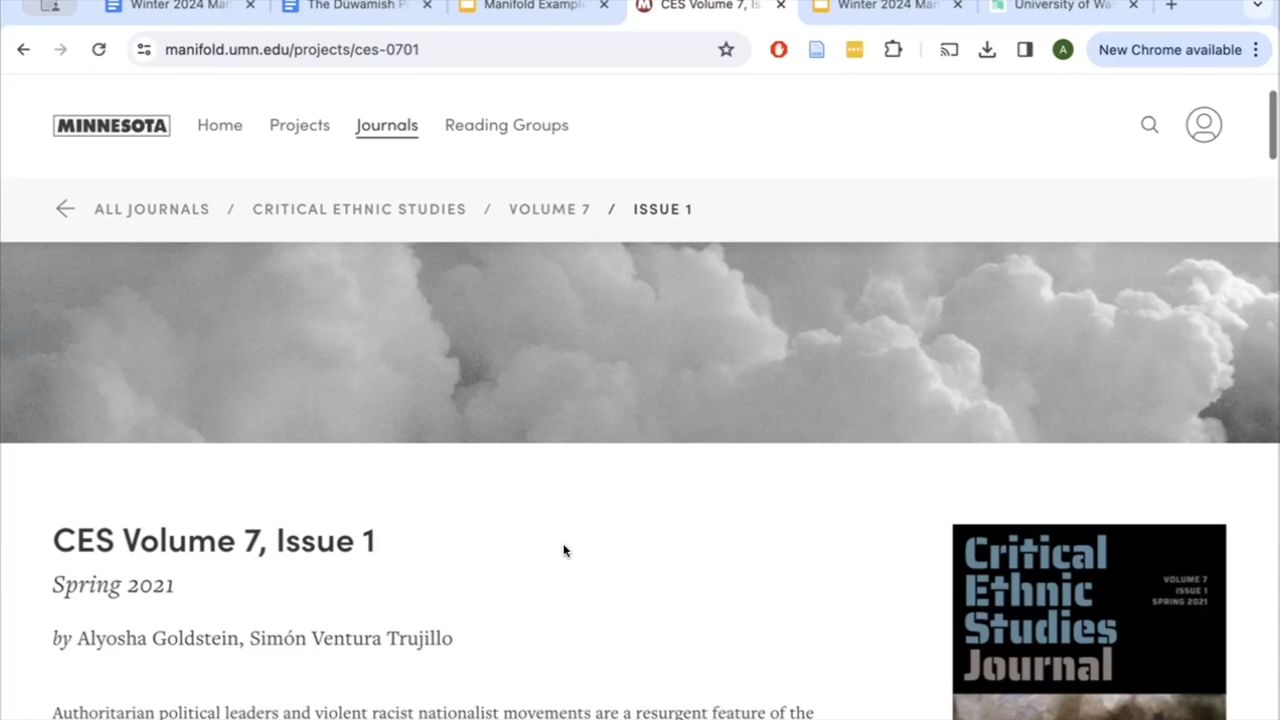 Winter 2024 Man
The Duwamish P
Manifold Example
CES Volume 7, Is
Winter 2024 Man
University of Wa
manifold.umn.edu/projects/ces-0701
A
New Chrome available
MINNESOTA
Home
Projects
Journals
Reading Groups
ALL JOURNALS / CRITICAL ETHNIC STUDIES / VOLUME 7 / ISSUE 1
CES Volume 7, Issue 1
Spring 2021
by Alyosha Goldstein, Simón Ventura Trujillo
Authoritarian political leaders and violent racist nationalist movements are a resurgent feature of the
Critical
Ethnic
Studies
Journal
VOLUME 7
ISSUE 1
SPRING 2021